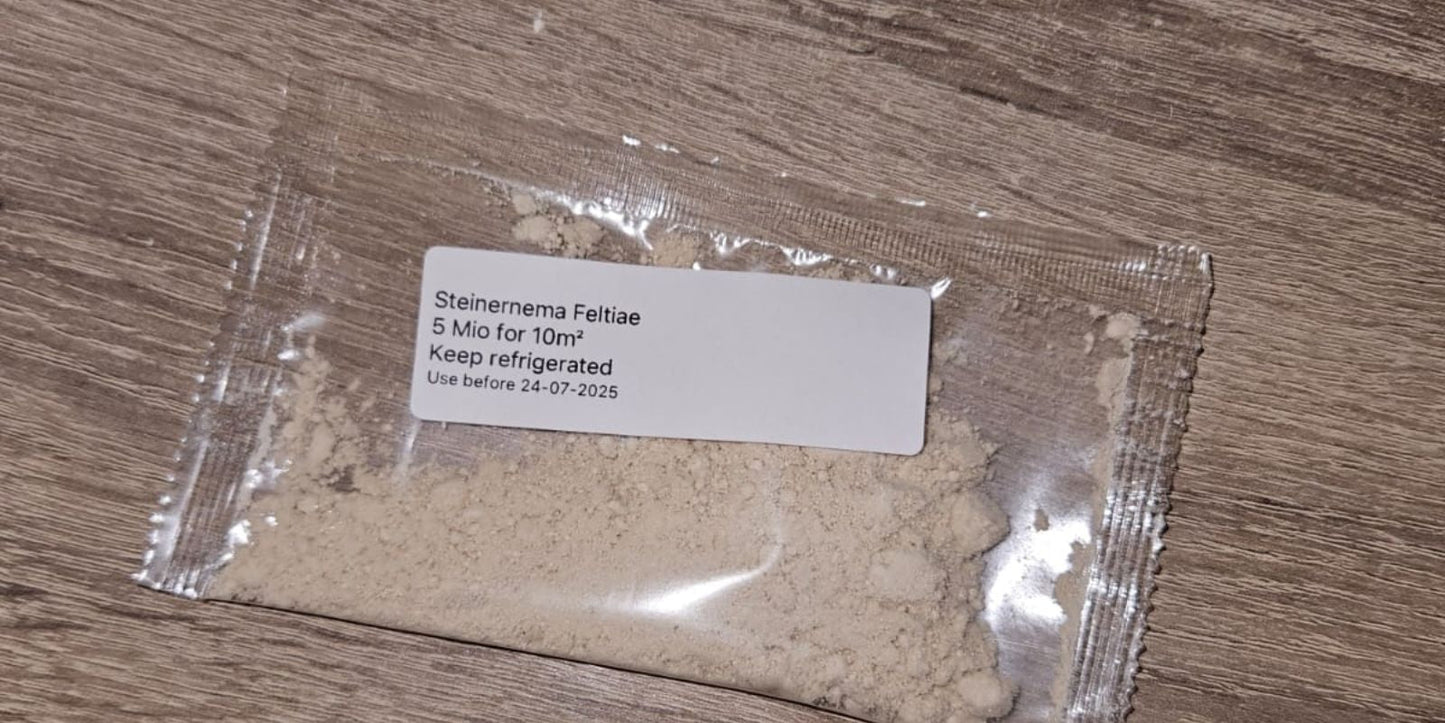 Steinernema Feltiae
5 Mio for 10m²
Keep refrigerated
Use before 24-07-2025